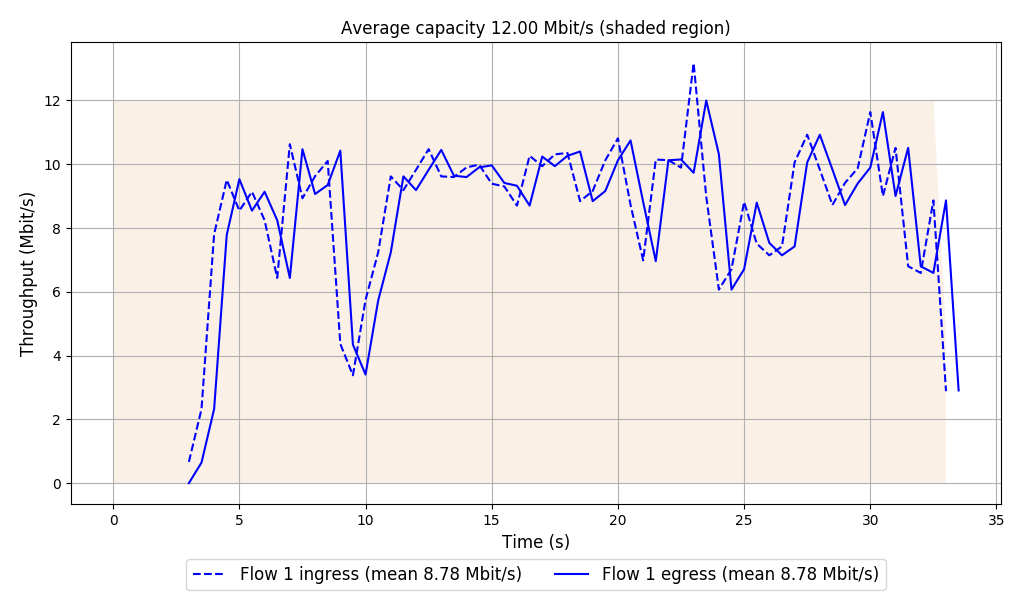 Average capacity 12.00 Mbit/s (shaded region)
Throughput (Mbit/s)
12
10
8
6
4
2
0
0 5 10 15 20 25 30 35
Time (s)
Flow 1 ingress (mean 8.78 Mbit/s) Flow 1 egress (mean 8.78 Mbit/s)